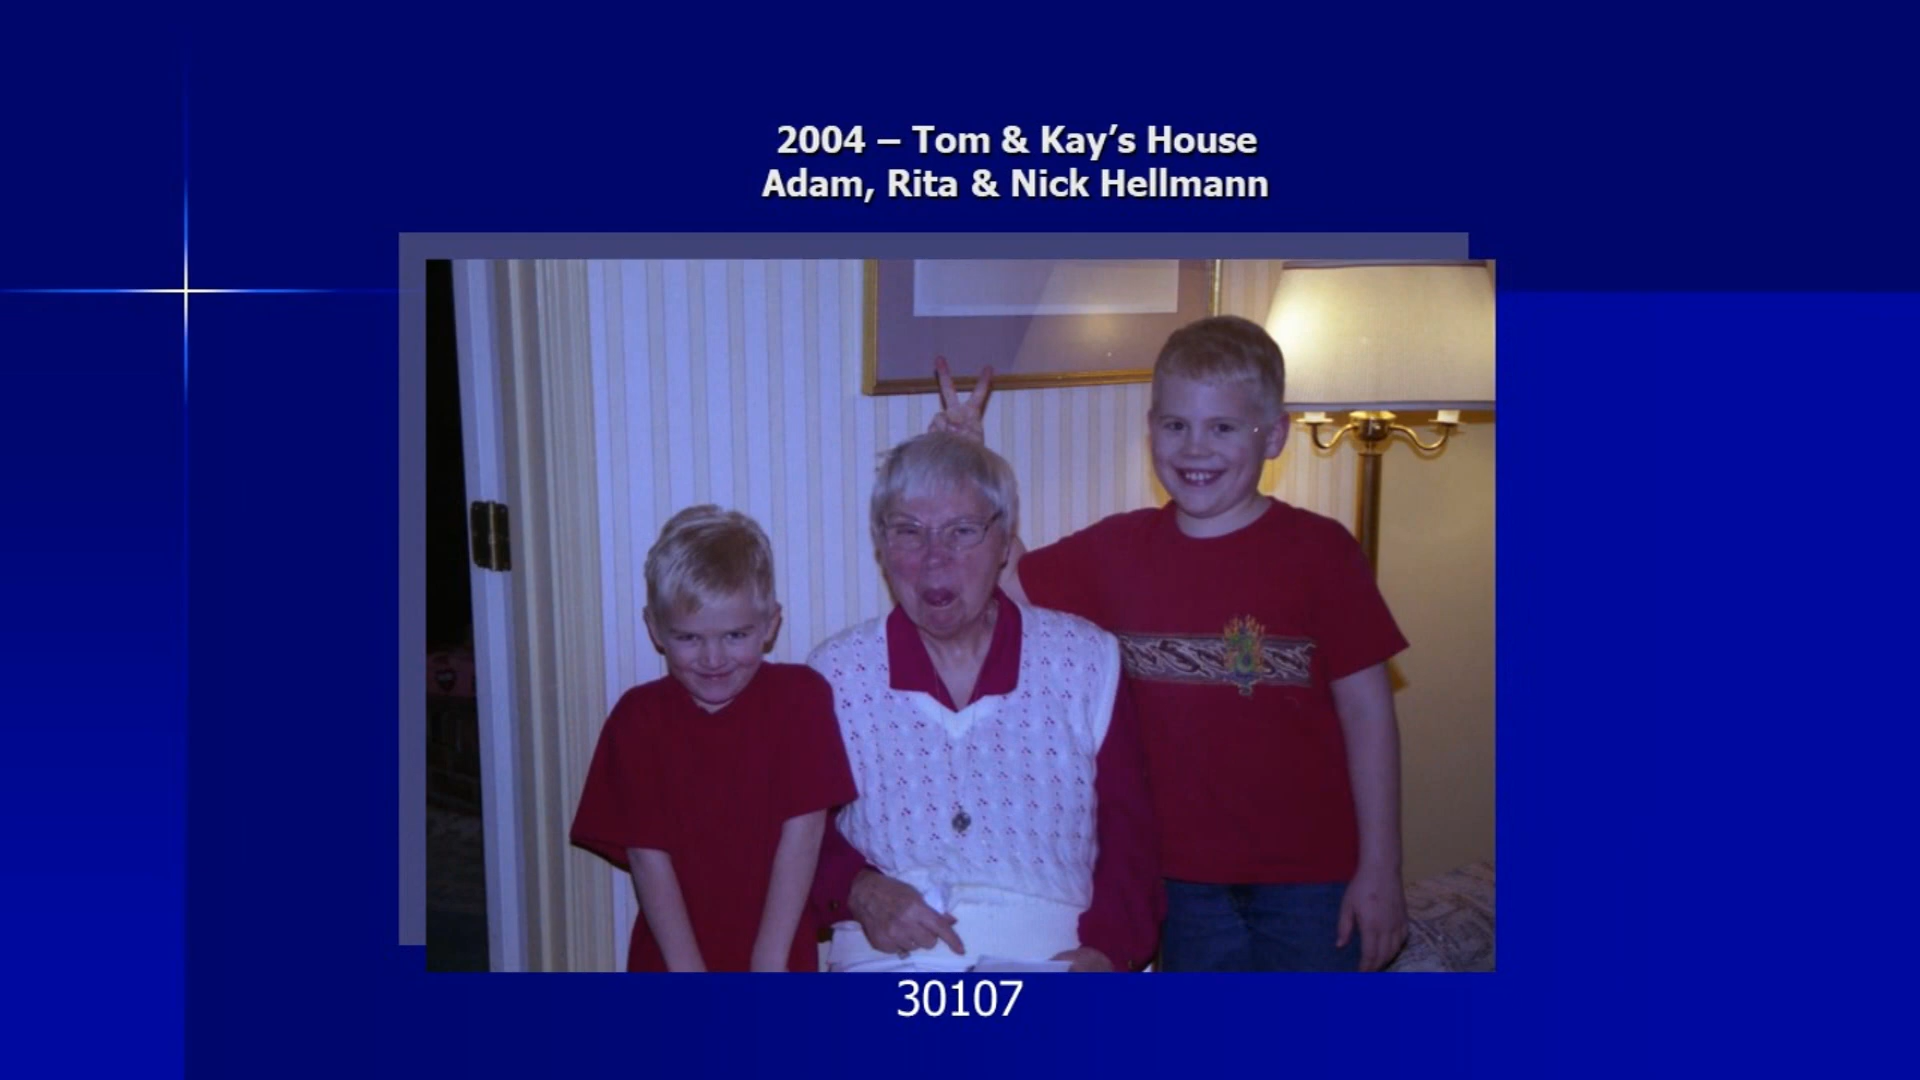 2004 – Tom & Kay’s House
Adam, Rita & Nick Hellmann
30107